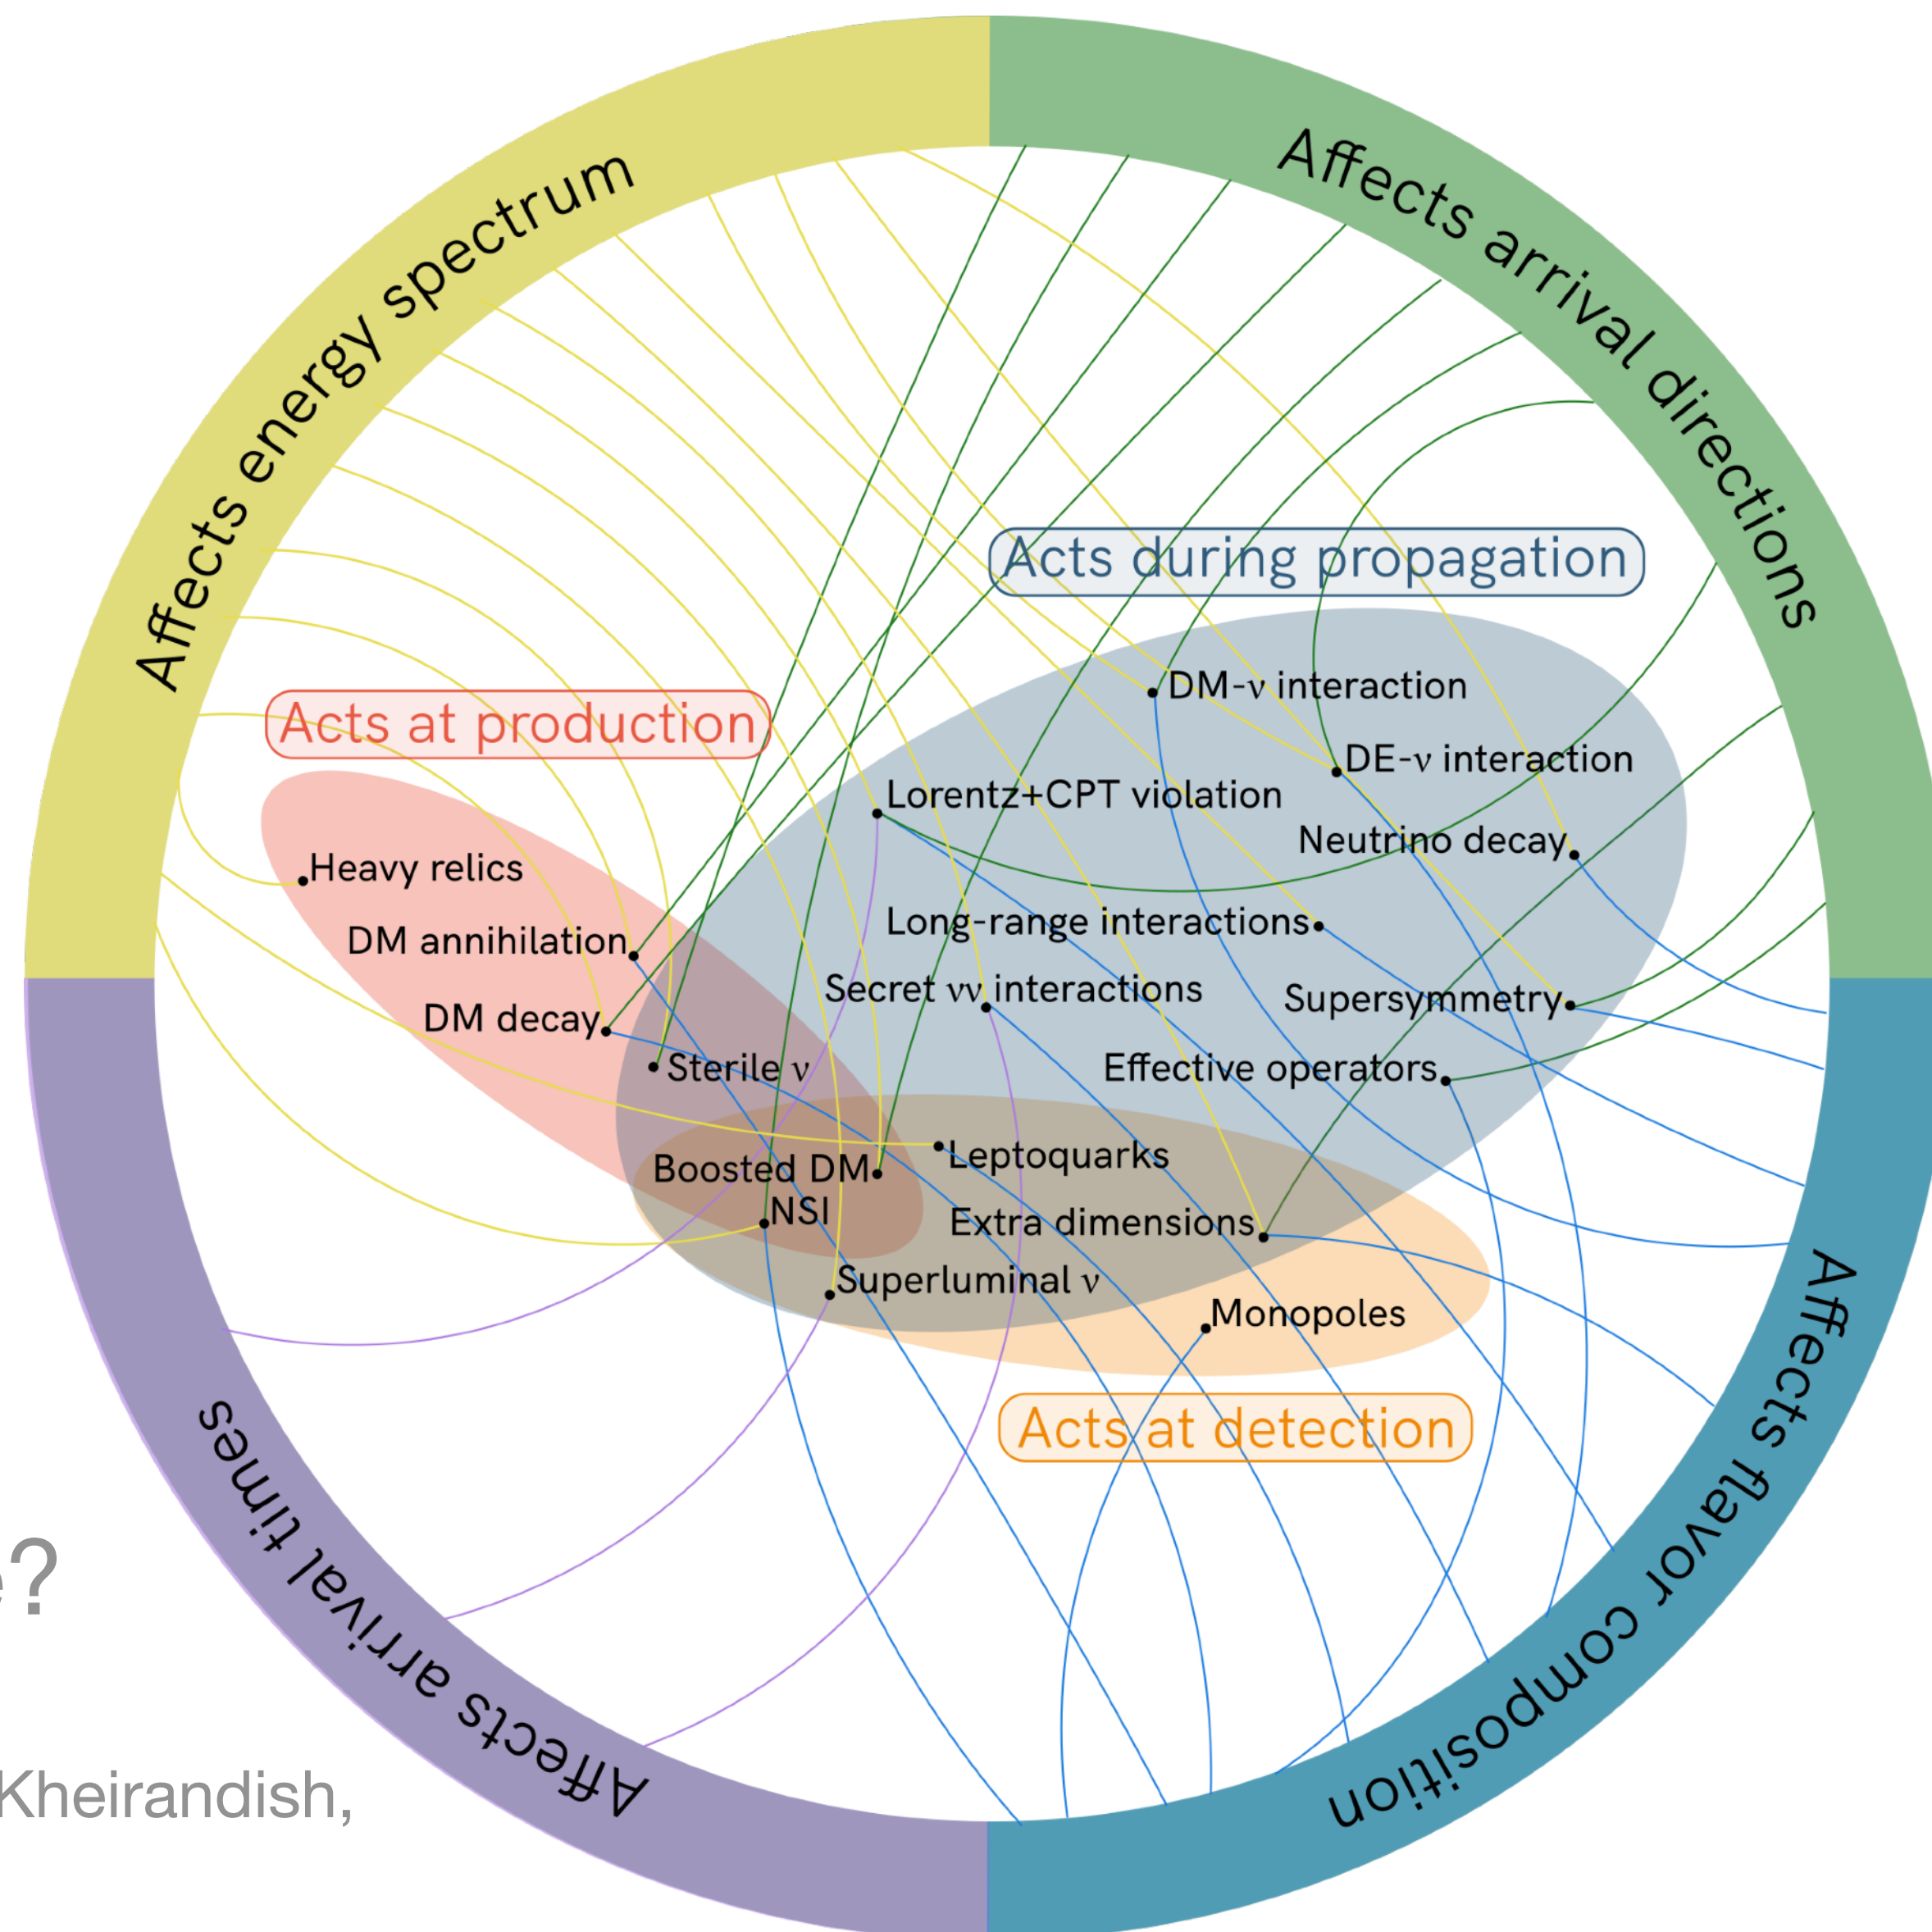 Affects energy spectrum
Affects arrival directions
Acts during propagation
DM-ν interaction
Acts at production
DE-ν interaction
Lorentz+CPT violation
Neutrino decay
Heavy relics
Long-range interactions
DM annihilation
Secret νν interactions
Supersymmetry
DM decay
Sterile ν
Effective operators
Leptoquarks
Boosted DM
NSI
Extra dimensions
Superluminal ν
Monopoles
Acts at detection
Affects flavor composition
Affects arrival times
?
Kheirandish,